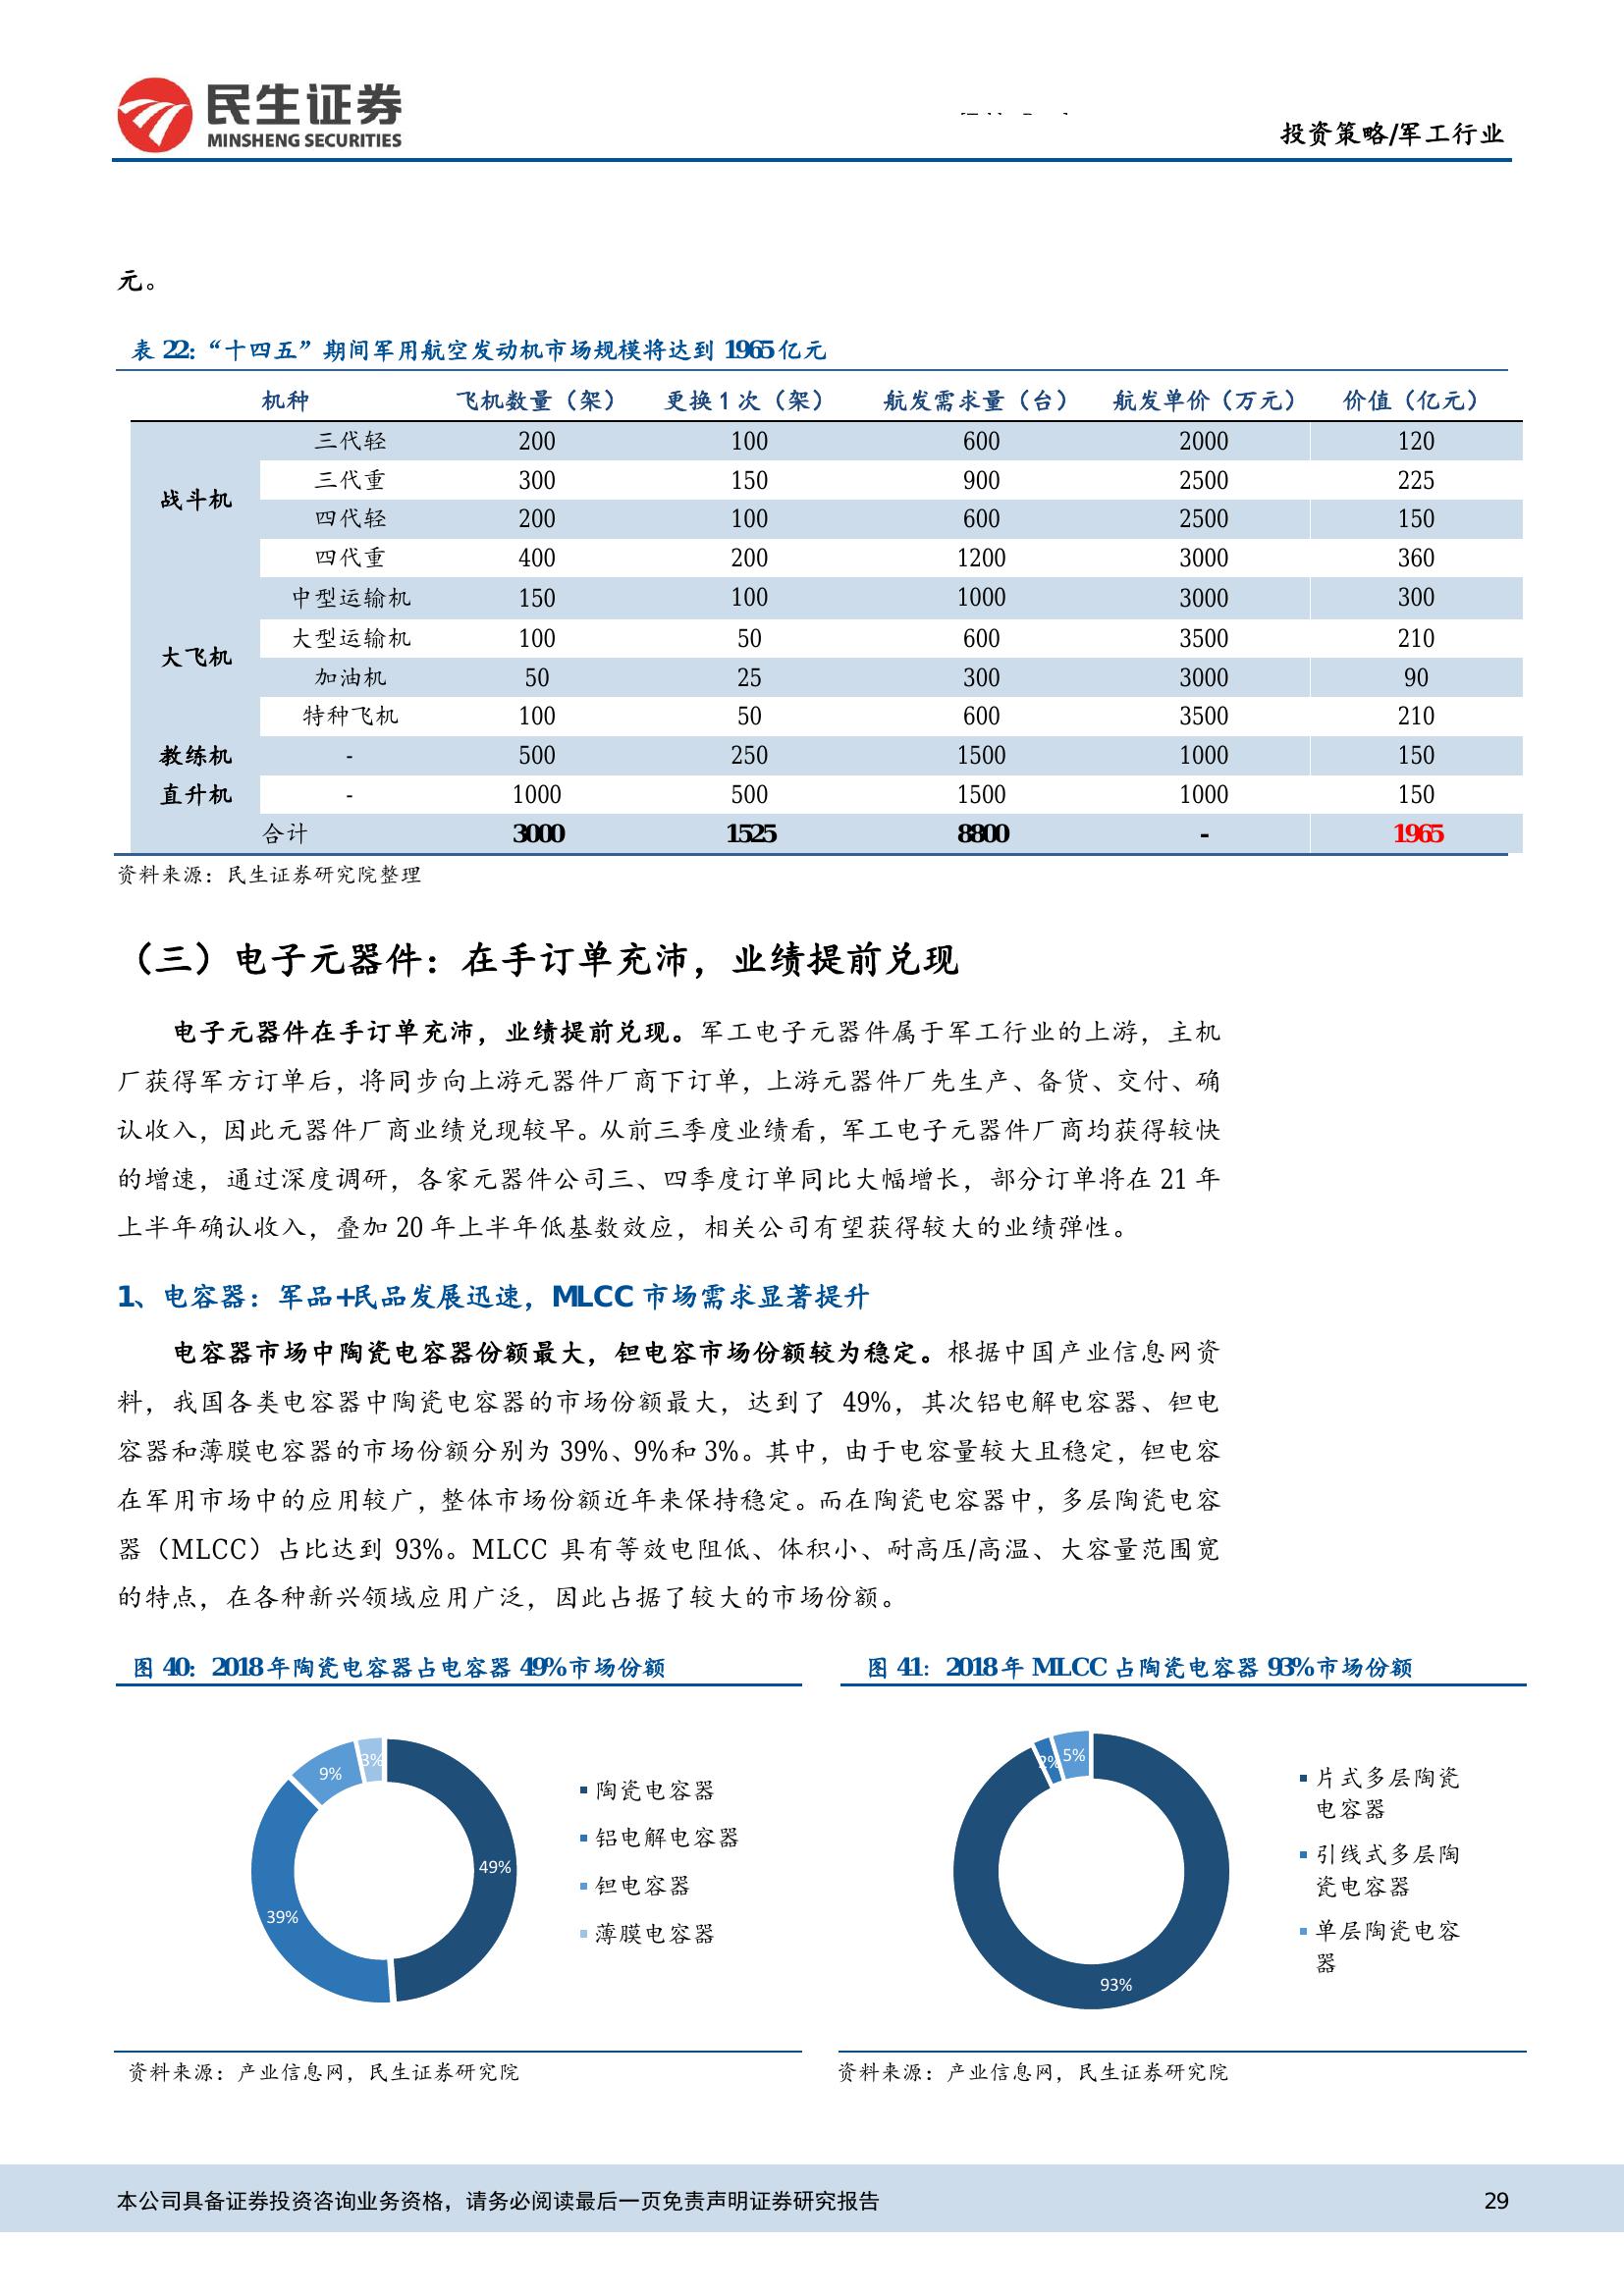 民生证券
MINSHENG SECURITIES
投资策略/军工行业
元。
表 22:“十四五”期间军用航空发动机市场规模将达到 1965 亿元
机种 飞机数量（架） 更换 1 次（架） 航发需求量（台） 航发单价（万元） 价值（亿元）
战斗机 三代轻 200 100 600 2000 120
三代重 300 150 900 2500 225
四代轻 200 100 600 2500 150
四代重 400 200 1200 3000 360
大飞机 中型运输机 150 100 1000 3000 300
大型运输机 100 50 600 3500 210
加油机 50 25 300 3000 90
特种飞机 100 50 600 3500 210
教练机 - 500 250 1500 1000 150
直升机 - 1000 500 1500 1000 150
合计 3000 1525 8800 - 1965
资料来源：民生证券研究院整理
（三）电子元器件：在手订单充沛，业绩提前兑现
电子元器件在手订单充沛，业绩提前兑现。军工电子元器件属于军工行业的上游，主机
厂获得军方订单后，将同步向上游元器件厂商下订单，上游元器件厂先生产、备货、交付、确
认收入，因此元器件厂商业绩兑现较早。从前三季度业绩看，军工电子元器件厂商均获得较快
的增速，通过深度调研，各家元器件公司三、四季度订单同比大幅增长，部分订单将在 21 年
上半年确认收入，叠加 20 年上半年低基数效应，相关公司有望获得较大的业绩弹性。
1、电容器：军品+民品发展迅速，MLCC 市场需求显著提升
电容器市场中陶瓷电容器份额最大，钽电容市场份额较为稳定。根据中国产业信息网资
料，我国各类电容器中陶瓷电容器的市场份额最大，达到了 49%，其次铝电解电容器、钽电
容器和薄膜电容器的市场份额分别为 39%、9%和 3%。其中，由于电容量较大且稳定，钽电容
在军用市场中的应用较广，整体市场份额近年来保持稳定。而在陶瓷电容器中，多层陶瓷电容
器（MLCC）占比达到 93%。MLCC 具有等效电阻低、体积小、耐高压/高温、大容量范围宽
的特点，在各种新兴领域应用广泛，因此占据了较大的市场份额。
图 40：2018 年陶瓷电容器占电容器 49%市场份额
49%
39%
9%
3%
陶瓷电容器
铝电解电容器
钽电容器
薄膜电容器
资料来源：产业信息网，民生证券研究院
图 41：2018 年 MLCC 占陶瓷电容器 93%市场份额
93%
2%
5%
片式多层陶瓷
电容器
引线式多层陶
瓷电容器
单层陶瓷电容
器
资料来源：产业信息网，民生证券研究院
本公司具备证券投资咨询业务资格，请务必阅读最后一页免责声明证券研究报告 29